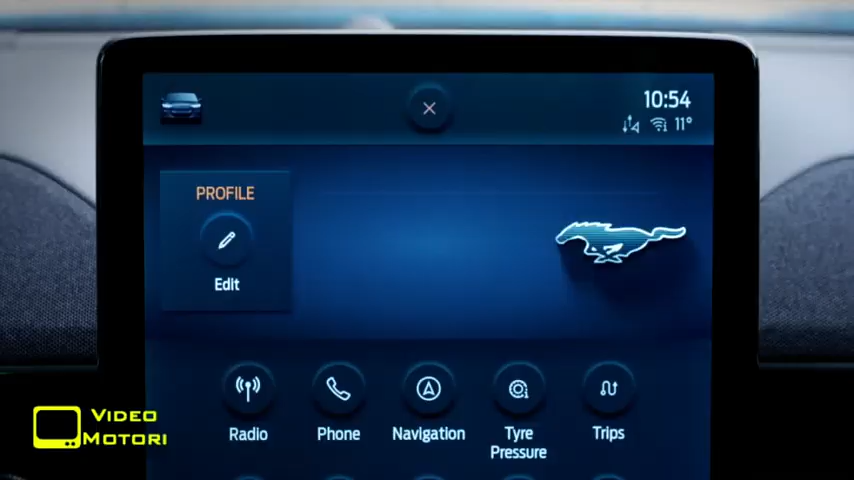 10:54
11°
PROFILE
Edit
Radio
Phone
Navigation
Tyre
Pressure
Trips
VIDEO
MOTORI